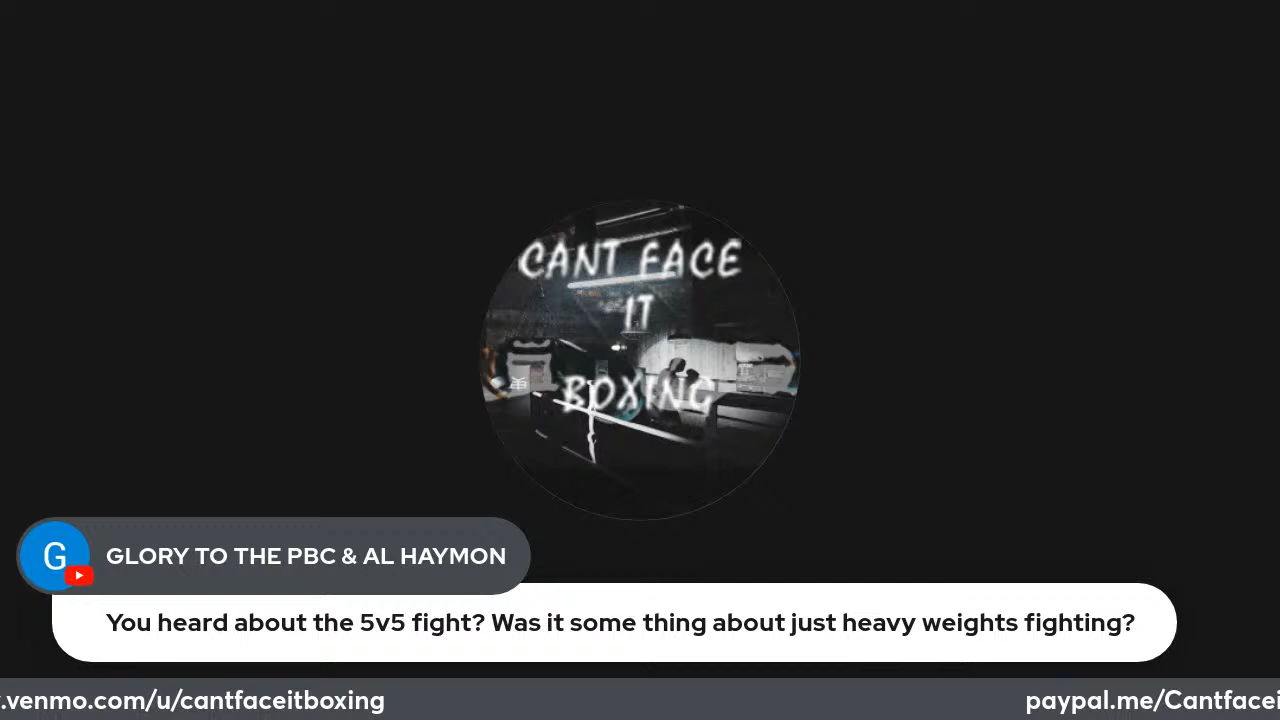 CANT FACE
IT
BOXING
G
GLORY TO THE PBC & AL HAYMON
You heard about the 5v5 fight? Was it some thing about just heavy weights fighting?
.venmo.com/u/cantfaceitboxing
paypal.me/Cantfacei